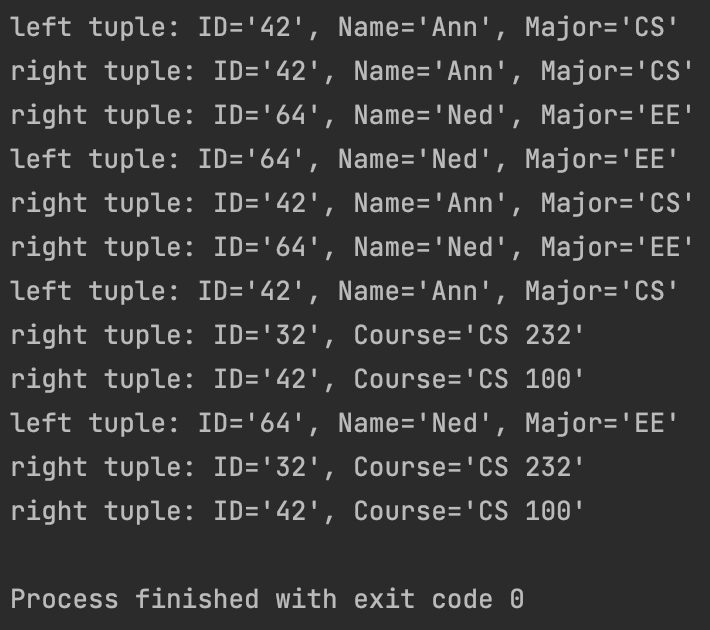 left tuple: ID='42', Name='Ann', Major='CS'
right tuple: ID='42', Name='Ann', Major='CS'
right tuple: ID='64', Name='Ned', Major='EE'
left tuple: ID='64', Name='Ned', Major='EE'
right tuple: ID='42', Name='Ann', Major='CS'
right tuple: ID='64', Name='Ned', Major='EE'
left tuple: ID='42', Name='Ann', Major='CS'
right tuple: ID='32', Course='CS 232'
right tuple: ID='42', Course='CS 100'
left tuple: ID='64', Name='Ned', Major='EE'
right tuple: ID='32', Course='CS 232'
right tuple: ID='42', Course='CS 100'
Process finished with exit code 0